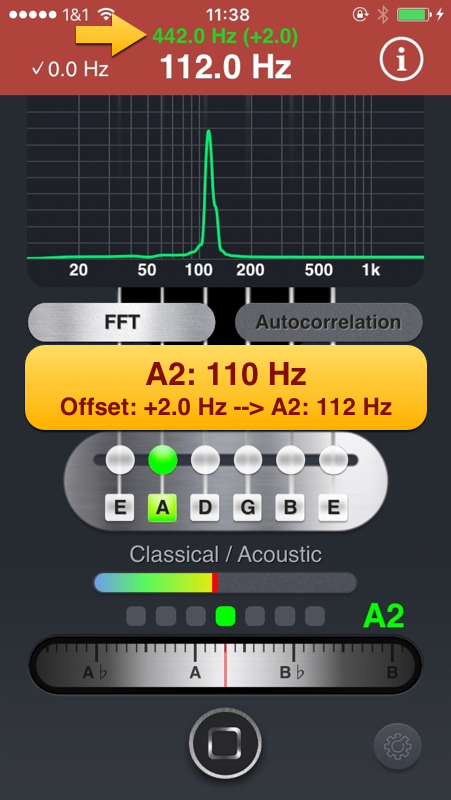 1&1 11:38
442.0 Hz (+2.0)
✓0.0 Hz 112.0 Hz i
20 50 100 200 500 1k
FFT Autocorrelation
A2: 110 Hz
Offset: +2.0 Hz --> A2: 112 Hz
E A D G B E
Classical / Acoustic
A2
A♭ A B♭ B